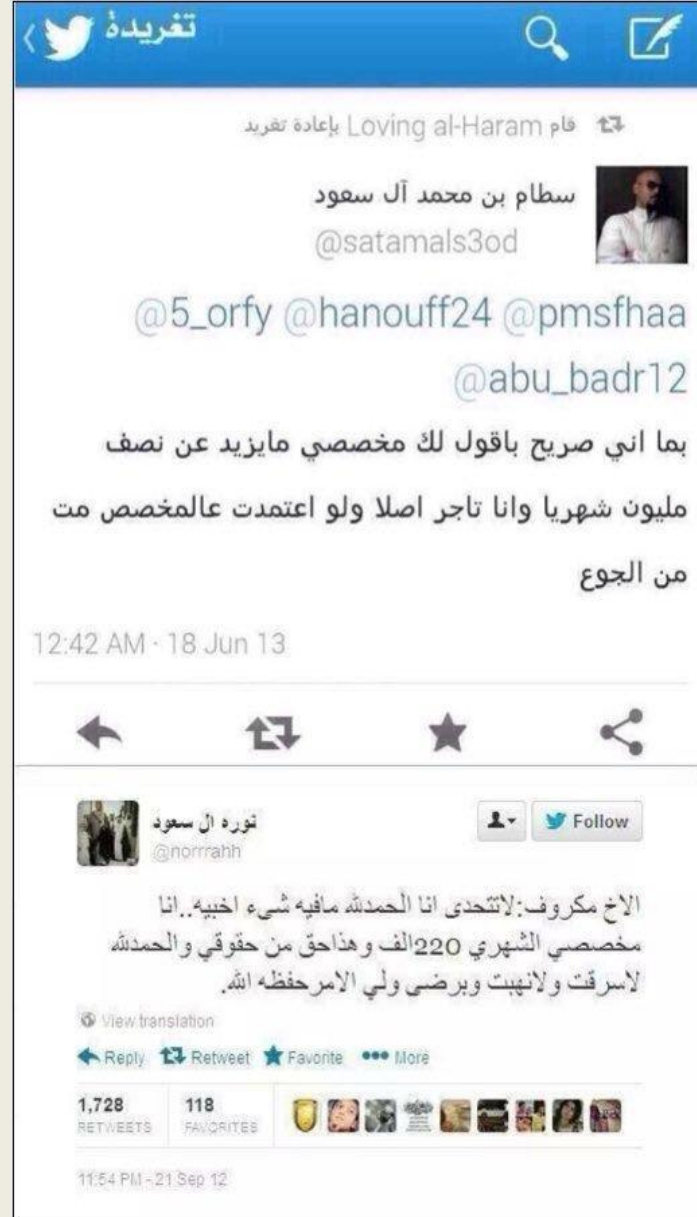 تغريدة
قام Loving al-Haram بإعادة تغريد
سطام بن محمد آل سعود
@satamals3od
@5_orfy @hanouff24 @pmsfhaa
@abu_badr12
بما اني صريح باقول لك مخصصي مايزيد عن نصف
مليون شهريا وانا تاجر اصلا ولو اعتمدت عالمخصص مت
من الجوع
12:42 AM · 18 Jun 13
نوره ال سعود
@norrrahh
Follow
الاخ مكروف:لاتتحدى انا الحمدلله مافيه شيء اخبيه..انا
مخصصي الشهري 220الف وهذاحق من حقوقي والحمدلله
لاسرقت ولانهبت وبرضى ولي الامرحفظه الله.
View translation
Reply Retweet Favorite More
1,728 118
RETWEETS FAVORITES
11:54 PM - 21 Sep 12